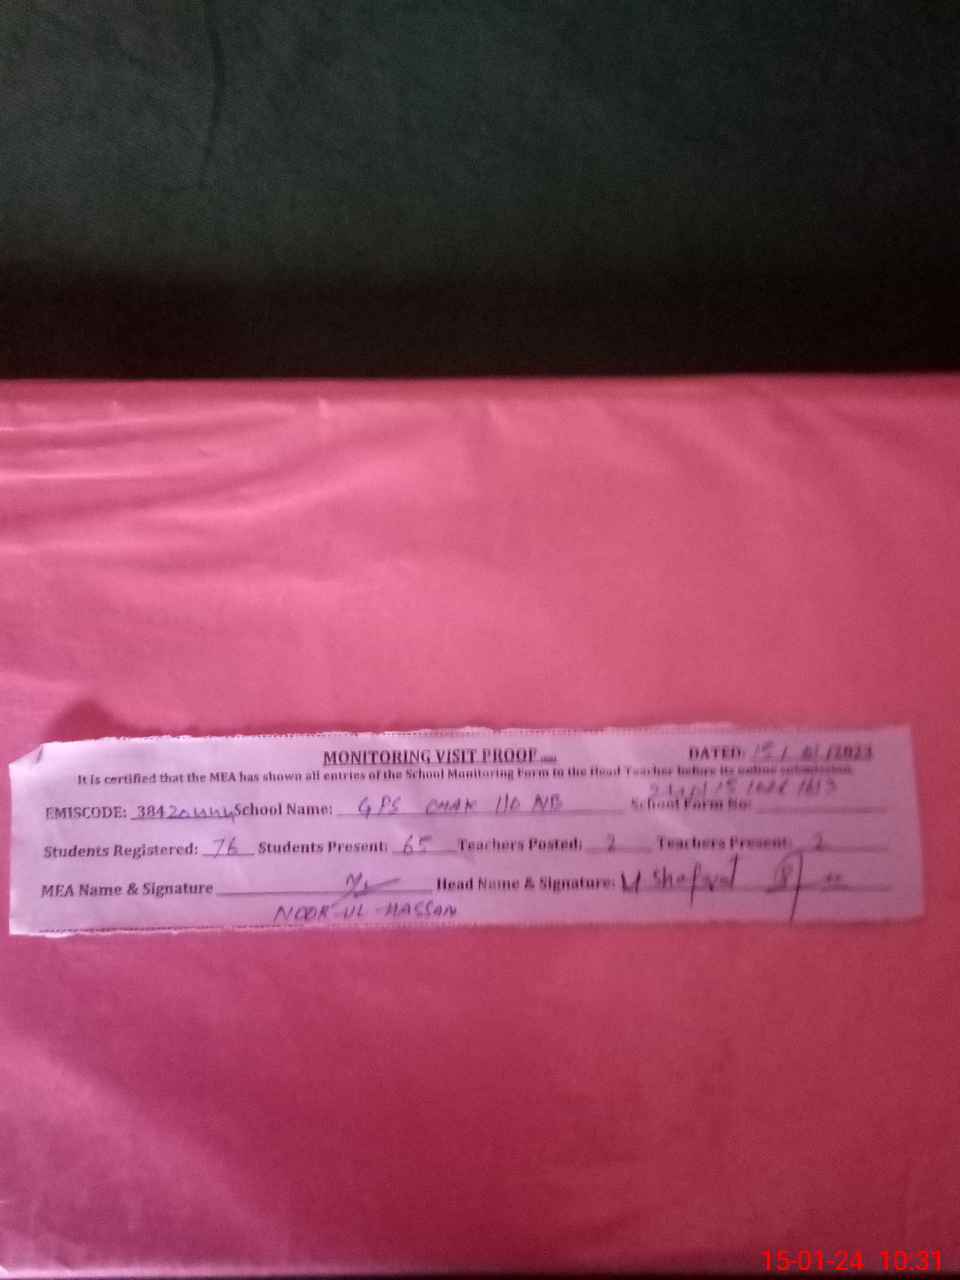 MONITORING VISIT PROOF DATED: 15/ 01 /2023
It is certified that the MEA has shown all entries of the School Monitoring Form to the Head Teacher before its online submission
EMISCODE: 3842 School Name: GPS CHAK 110 NB School Form No:
Students Registered: 76 Students Present: 65 Teachers Posted: 2 Teachers Present: 2
MEA Name & Signature Head Name & Signature: M Shafqat
NOOR-UL-HASSAN
15-01-24 10:31